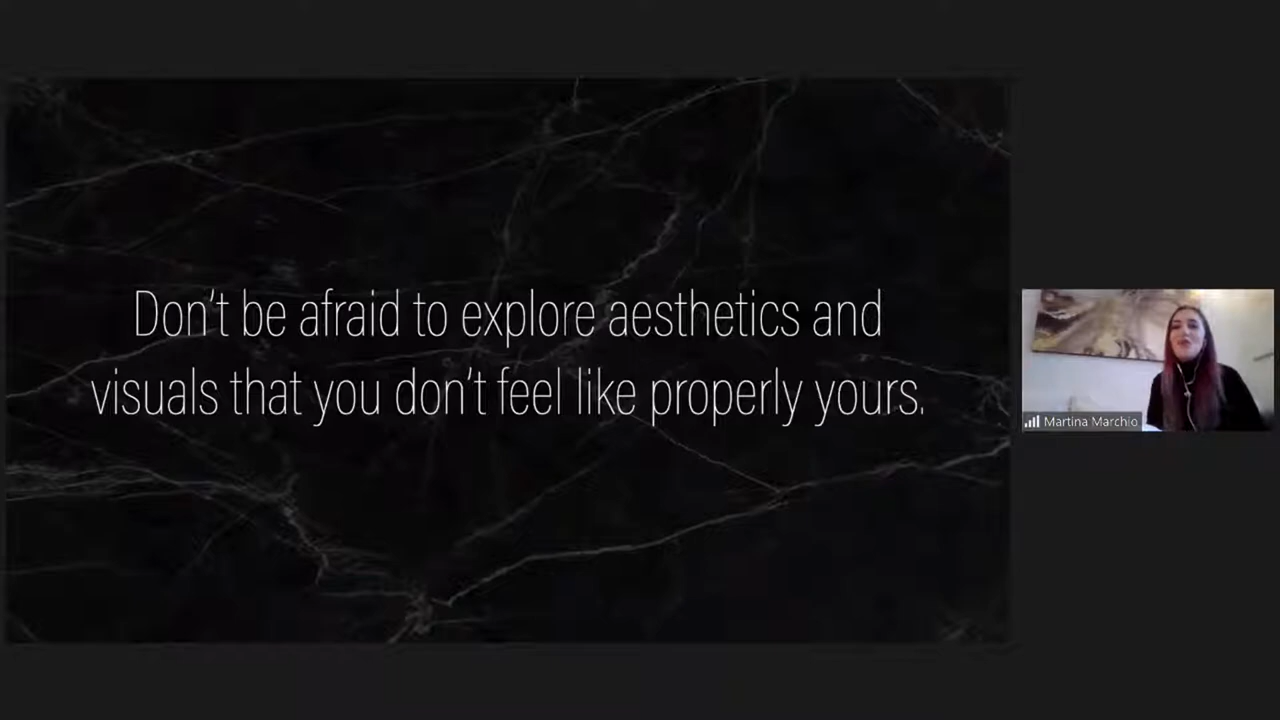 Don't be afraid to explore aesthetics and
visuals that you don't feel like properly yours.
Martina Marchio